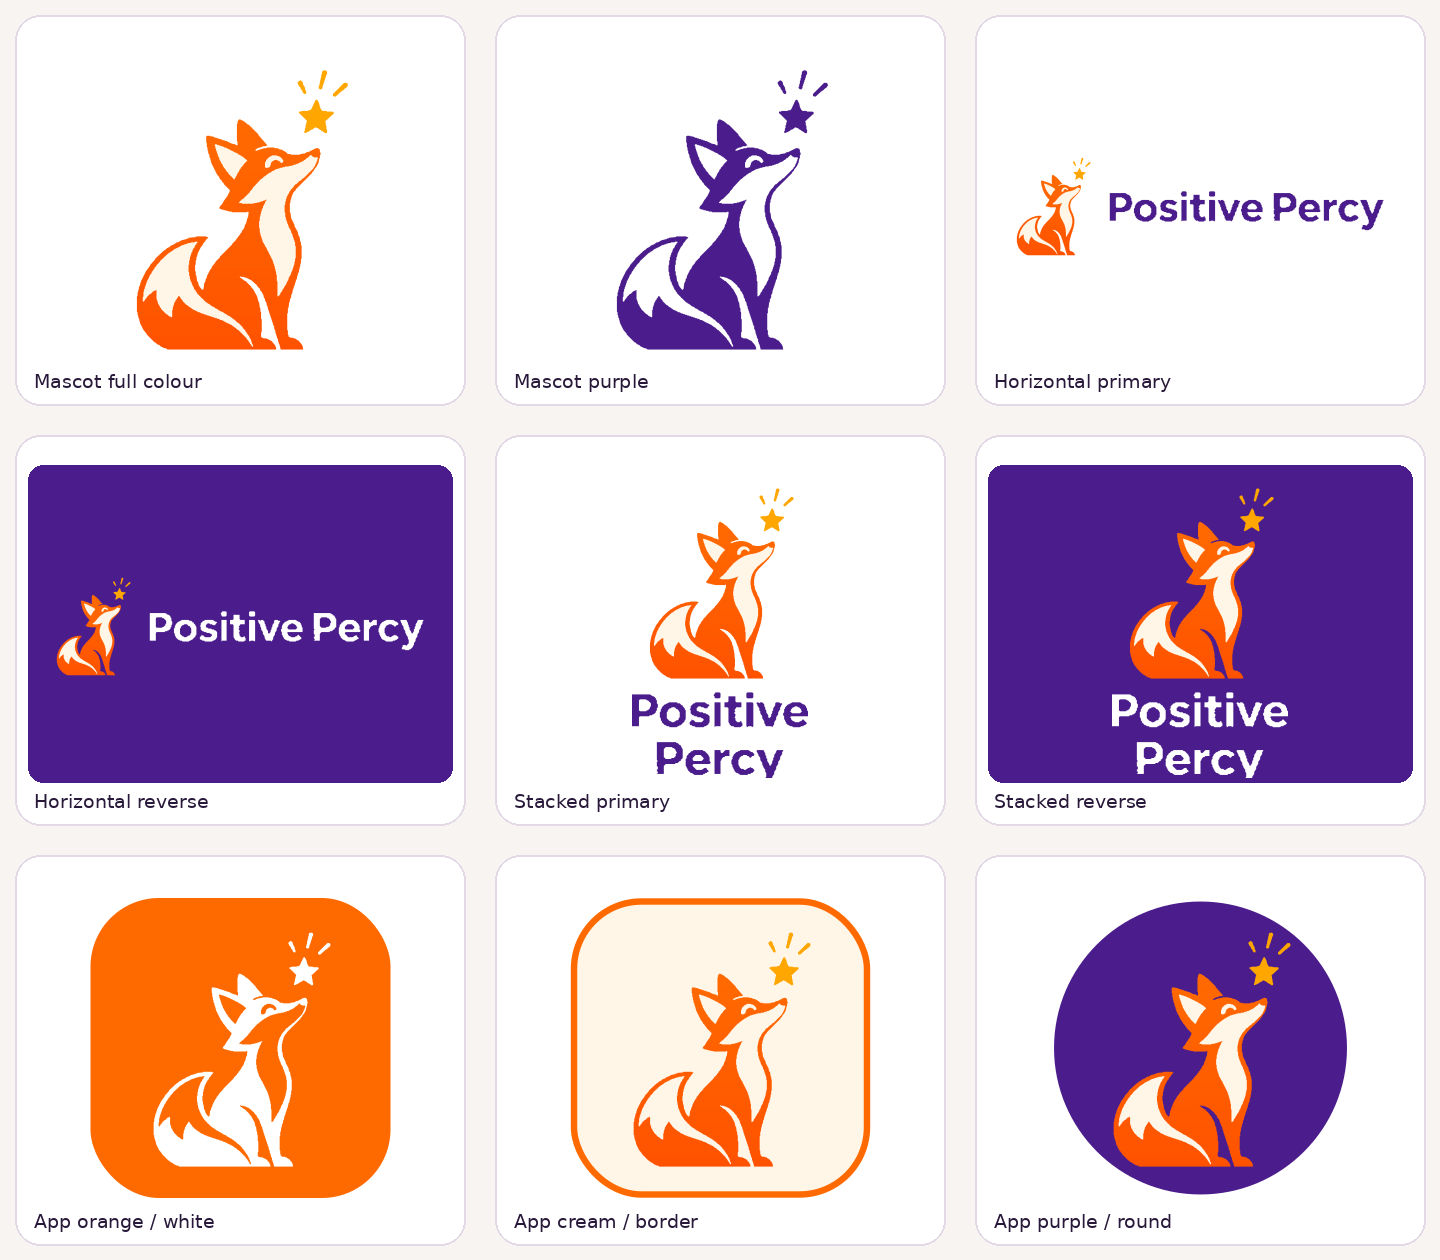 Mascot full colour
Mascot purple
Positive Percy
Horizontal primary
Positive Percy
Horizontal reverse
Positive
Percy
Stacked primary
Positive
Percy
Stacked reverse
App orange / white
App cream / border
App purple / round